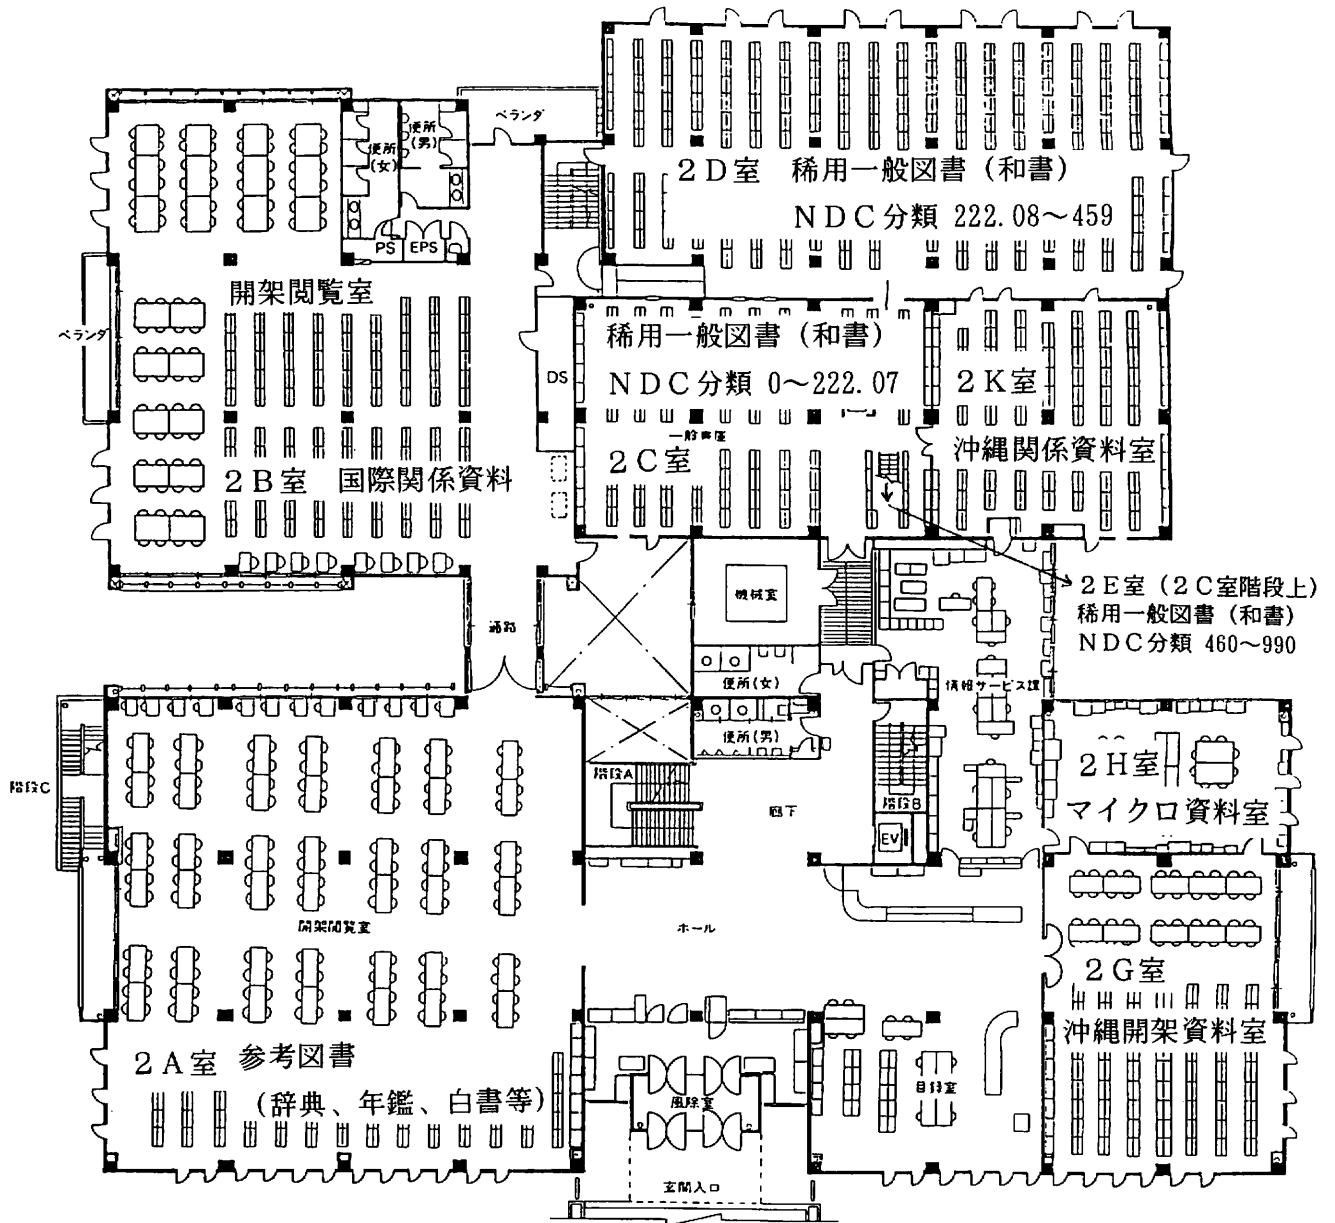 ベランダ
便所
(女)
便所
(男)
PS
EPS
2D室 稀用一般図書(和書)
NDC分類 222.08～459
開架閲覧室
ベランダ
DS
稀用一般図書(和書)
NDC分類 0～222.07
一般書庫
2C室
2K室
沖縄関係資料室
2B室 国際関係資料
通路
機械室
2E室(2C室階段上)
稀用一般図書(和書)
NDC分類 460～990
便所(女)
情報サービス課
便所(男)
階段C
階段A
廊下
階段B
EV
2H室
マイクロ資料室
開架閲覧室
ホール
2G室
沖縄開架資料室
2A室 参考図書
(辞典、年鑑、白書等)
風除室
目録室
玄関入口